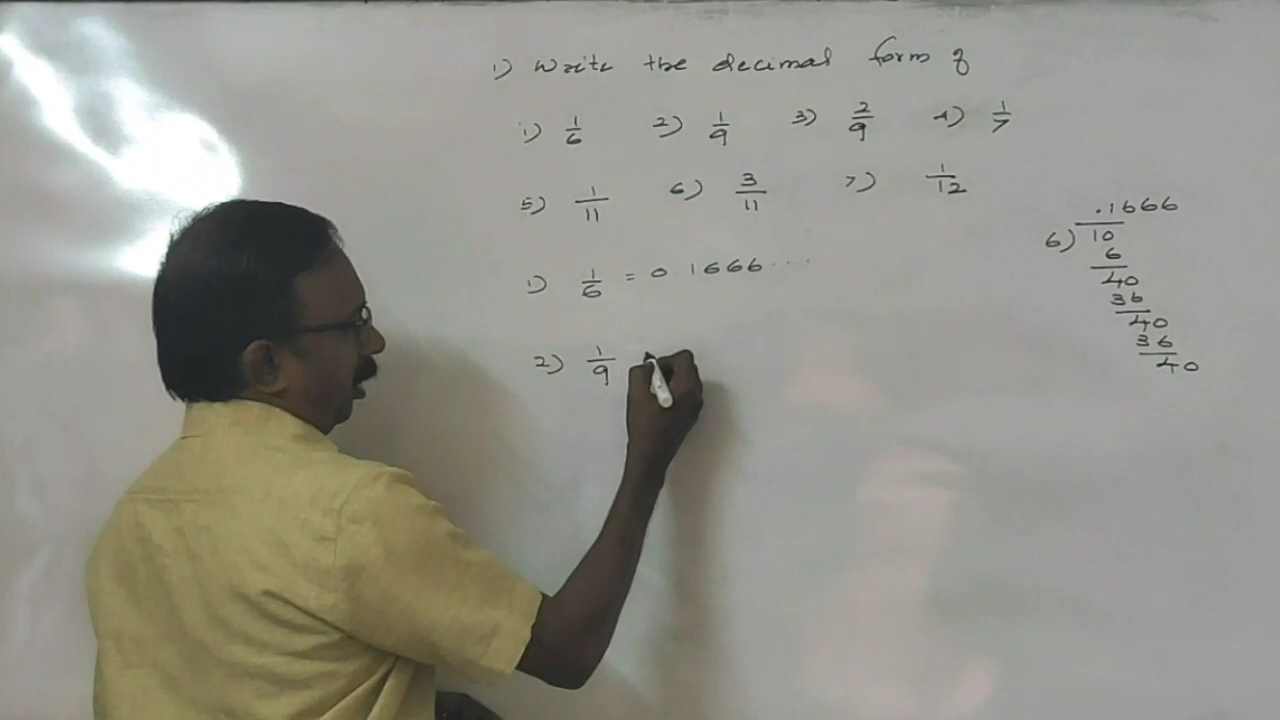 1) Write the decimal form of
1) 1/6 2) 1/9 3) 2/9 4) 1/7
5) 1/11 6) 3/11 7) 1/12
1) 1/6 = 0.1666...
2) 1/9
.1666
6) 10
6
40
36
40
36
40